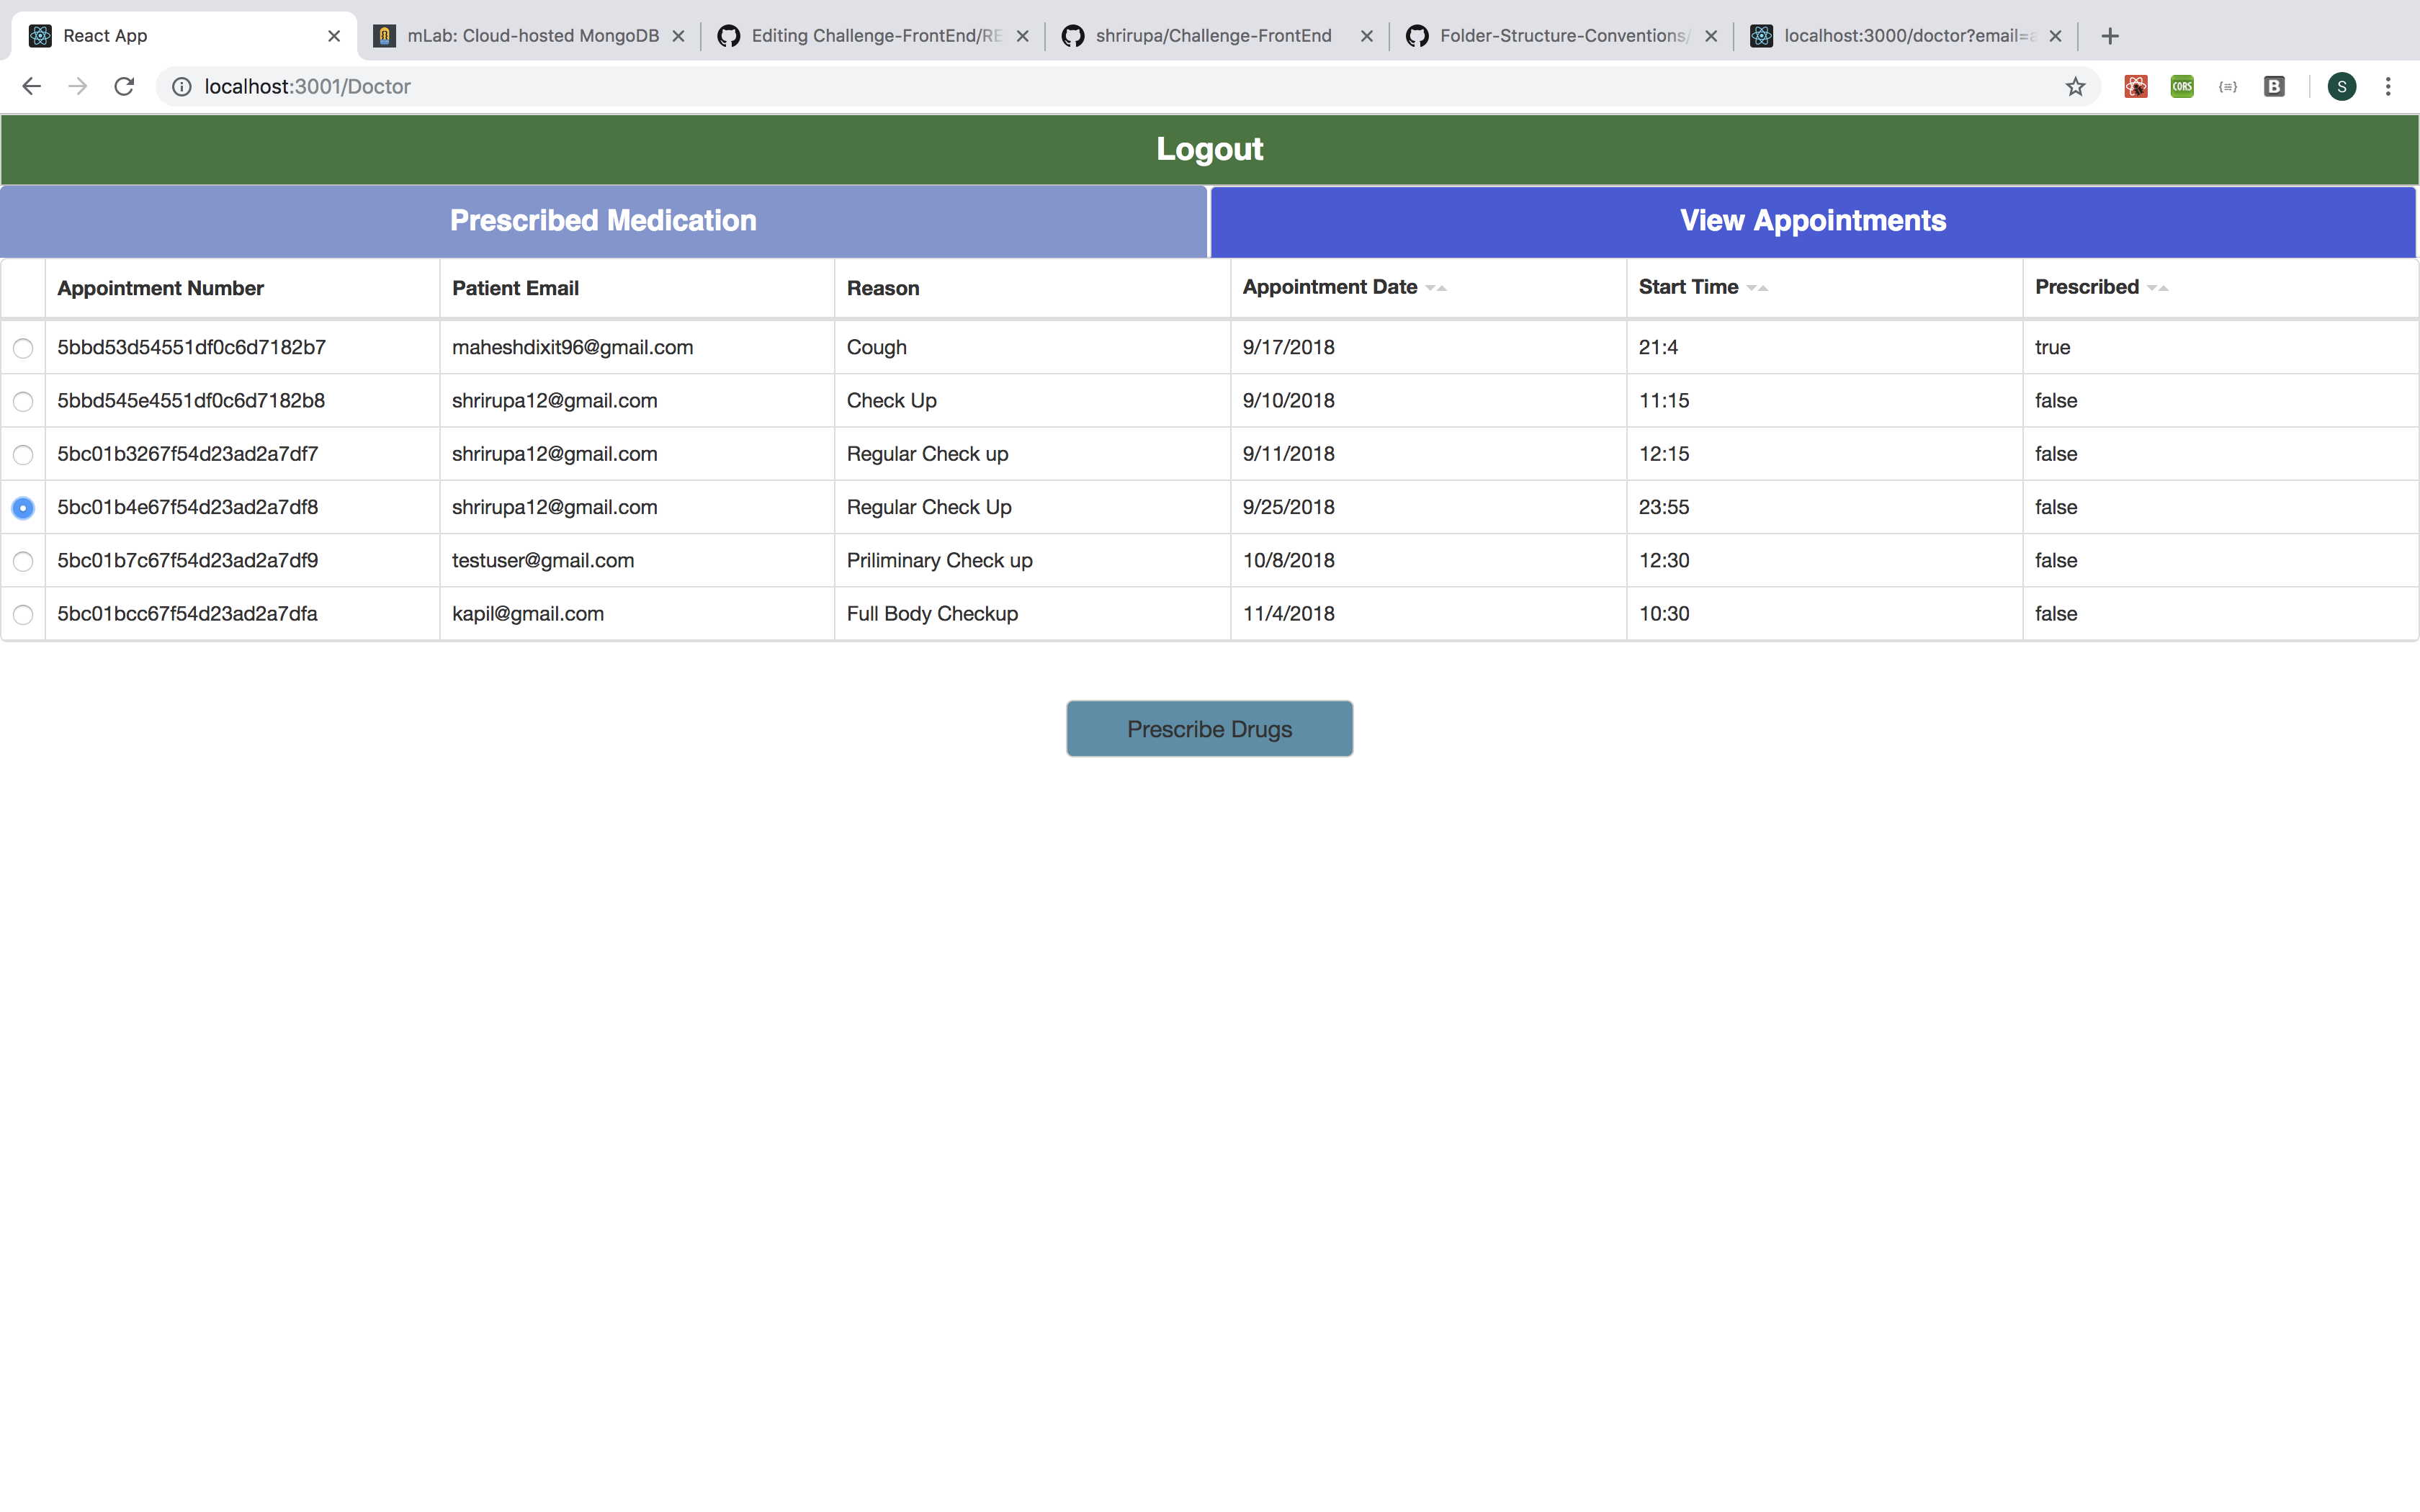 React App
mLab: Cloud-hosted MongoDB
Editing Challenge-FrontEnd/RE
shrirupa/Challenge-FrontEnd
Folder-Structure-Conventions/
localhost:3000/doctor?email=a
localhost:3001/Doctor
CORS
B
S
Logout
Prescribed Medication
View Appointments
Appointment Number Patient Email Reason Appointment Date Start Time Prescribed
5bbd53d54551df0c6d7182b7 maheshdixit96@gmail.com Cough 9/17/2018 21:4 true
5bbd545e4551df0c6d7182b8 shrirupa12@gmail.com Check Up 9/10/2018 11:15 false
5bc01b3267f54d23ad2a7df7 shrirupa12@gmail.com Regular Check up 9/11/2018 12:15 false
5bc01b4e67f54d23ad2a7df8 shrirupa12@gmail.com Regular Check Up 9/25/2018 23:55 false
5bc01b7c67f54d23ad2a7df9 testuser@gmail.com Priliminary Check up 10/8/2018 12:30 false
5bc01bcc67f54d23ad2a7dfa kapil@gmail.com Full Body Checkup 11/4/2018 10:30 false
Prescribe Drugs